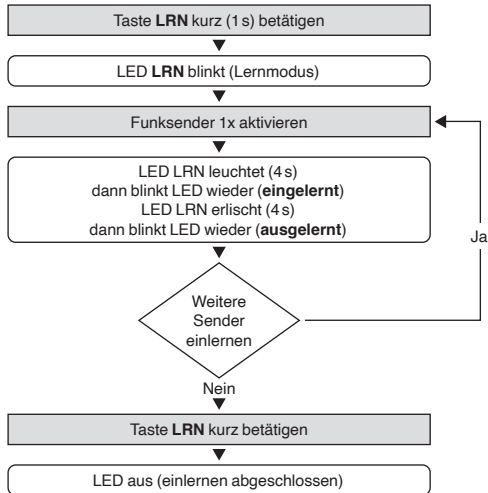 Taste LRN kurz (1 s) betätigen
LED LRN blinkt (Lernmodus)
Funksender 1x aktivieren
LED LRN leuchtet (4 s)
dann blinkt LED wieder (eingelernt)
LED LRN erlischt (4 s)
dann blinkt LED wieder (ausgelernt)
Ja
Weitere
Sender
einlernen
Nein
Taste LRN kurz betätigen
LED aus (einlernen abgeschlossen)